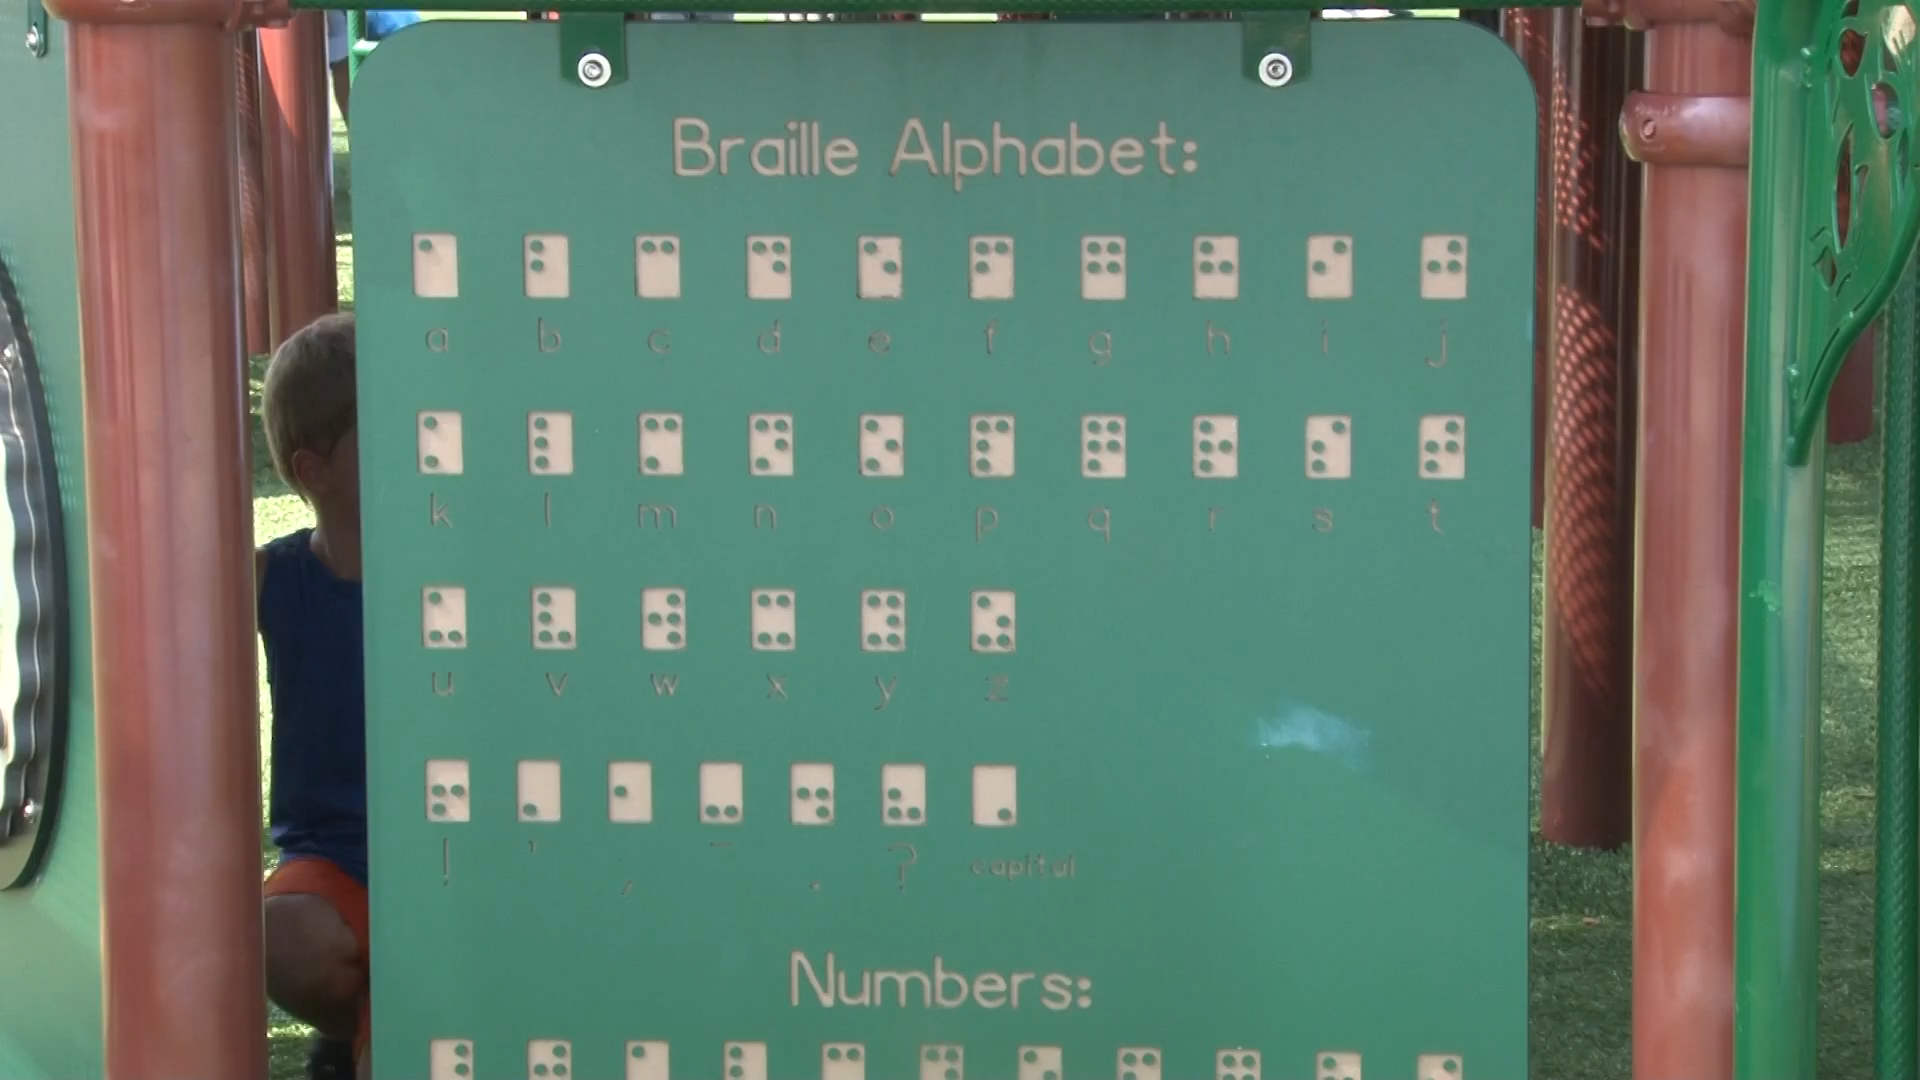 Braille Alphabet:
a b c d e f g h i j
k l m n o p q r s t
u v w x y z
! ' , - . ? capital
Numbers: